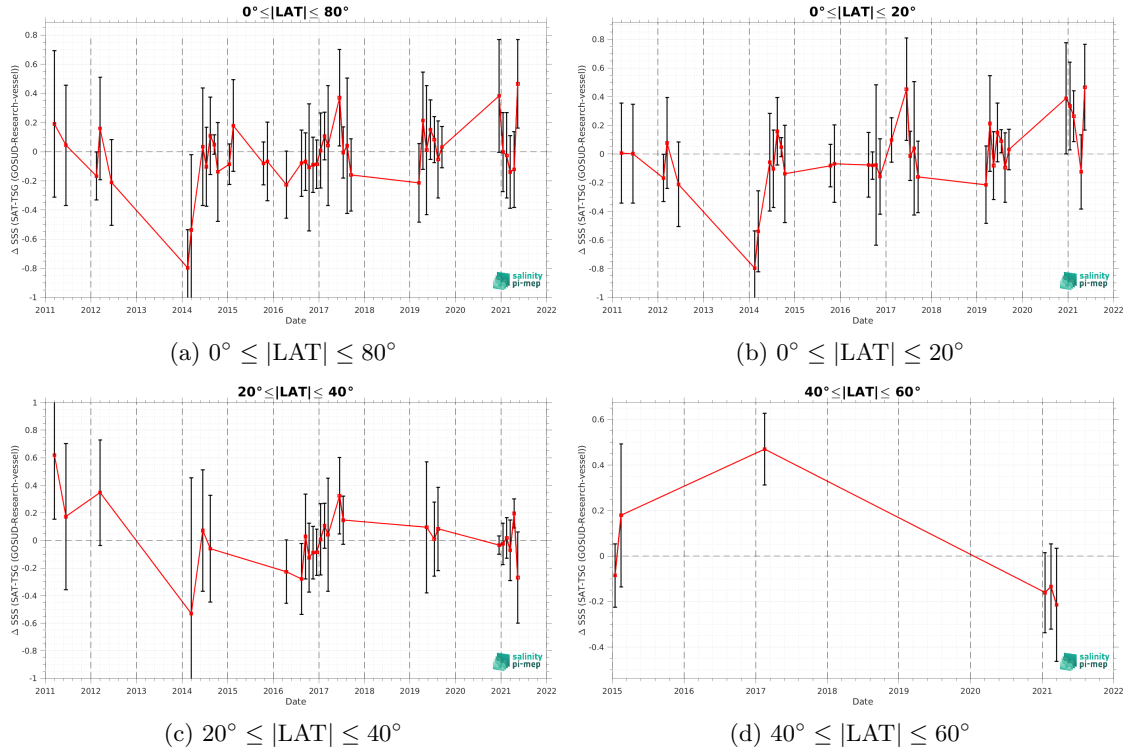 0°≤|LAT|≤ 80°
0.8
0.6
0.4
0.2
0
-0.2
-0.4
-0.6
-0.8
-1
Δ SSS (SAT-TSG (GOSUD-Research-vessel))
2011 2012 2013 2014 2015 2016 2017 2018 2019 2020 2021 2022
Date
salinity
pi-mep
(a) 0° ≤ |LAT| ≤ 80°
0°≤|LAT|≤ 20°
0.8
0.6
0.4
0.2
0
-0.2
-0.4
-0.6
-0.8
-1
Δ SSS (SAT-TSG (GOSUD-Research-vessel))
2011 2012 2013 2014 2015 2016 2017 2018 2019 2020 2021 2022
Date
salinity
pi-mep
(b) 0° ≤ |LAT| ≤ 20°
20°≤|LAT|≤ 40°
1
0.8
0.6
0.4
0.2
0
-0.2
-0.4
-0.6
-0.8
-1
Δ SSS (SAT-TSG (GOSUD-Research-vessel))
2011 2012 2013 2014 2015 2016 2017 2018 2019 2020 2021 2022
Date
salinity
pi-mep
(c) 20° ≤ |LAT| ≤ 40°
40°≤|LAT|≤ 60°
0.6
0.4
0.2
0
-0.2
-0.4
Δ SSS (SAT-TSG (GOSUD-Research-vessel))
2015 2016 2017 2018 2019 2020 2021 2022
Date
salinity
pi-mep
(d) 40° ≤ |LAT| ≤ 60°